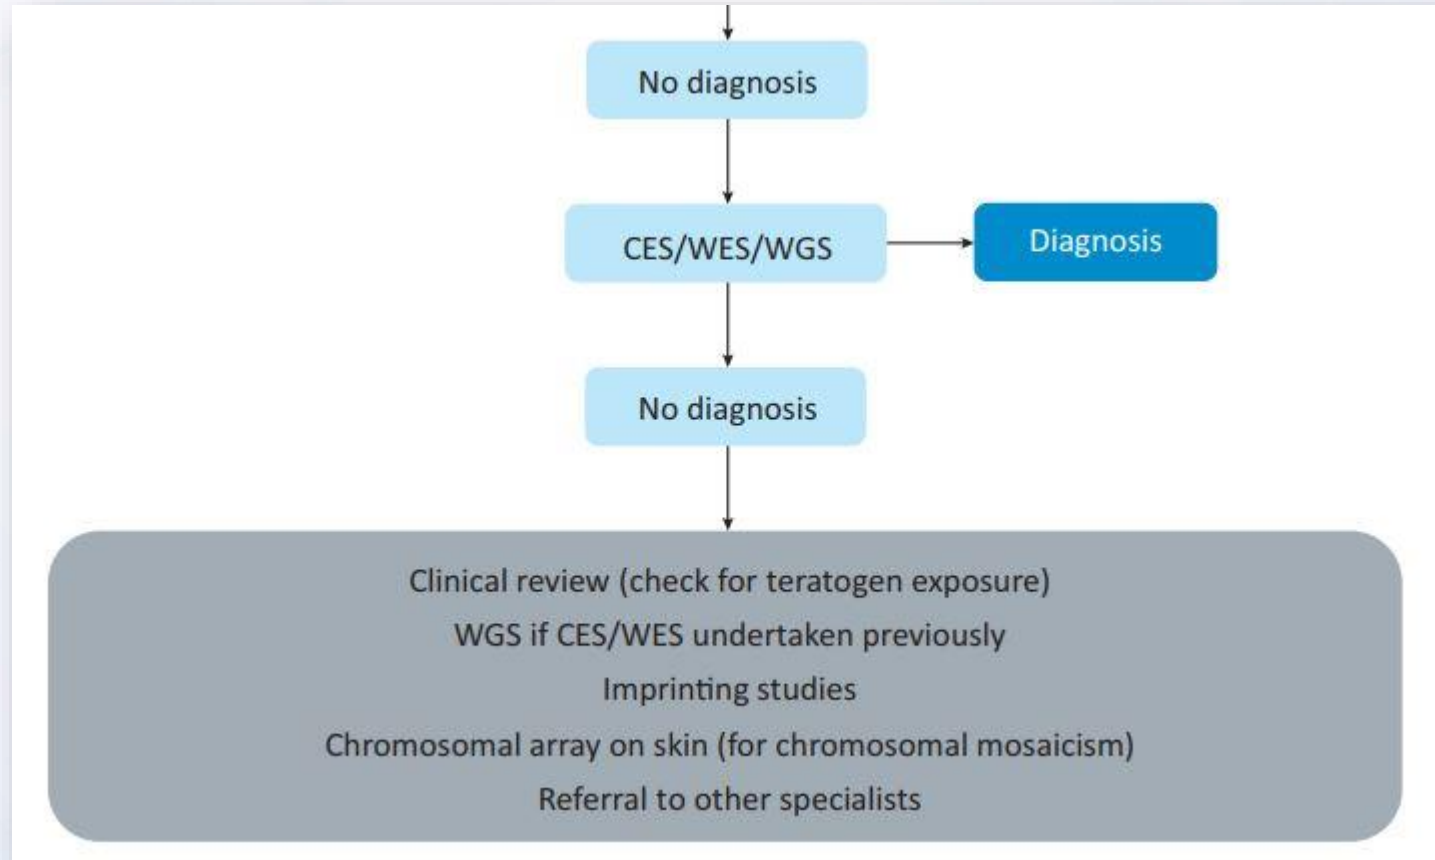 No diagnosis
CES/WES/WGS
Diagnosis
No diagnosis
Clinical review (check for teratogen exposure)
WGS if CES/WES undertaken previously
Imprinting studies
Chromosomal array on skin (for chromosomal mosaicism)
Referral to other specialists